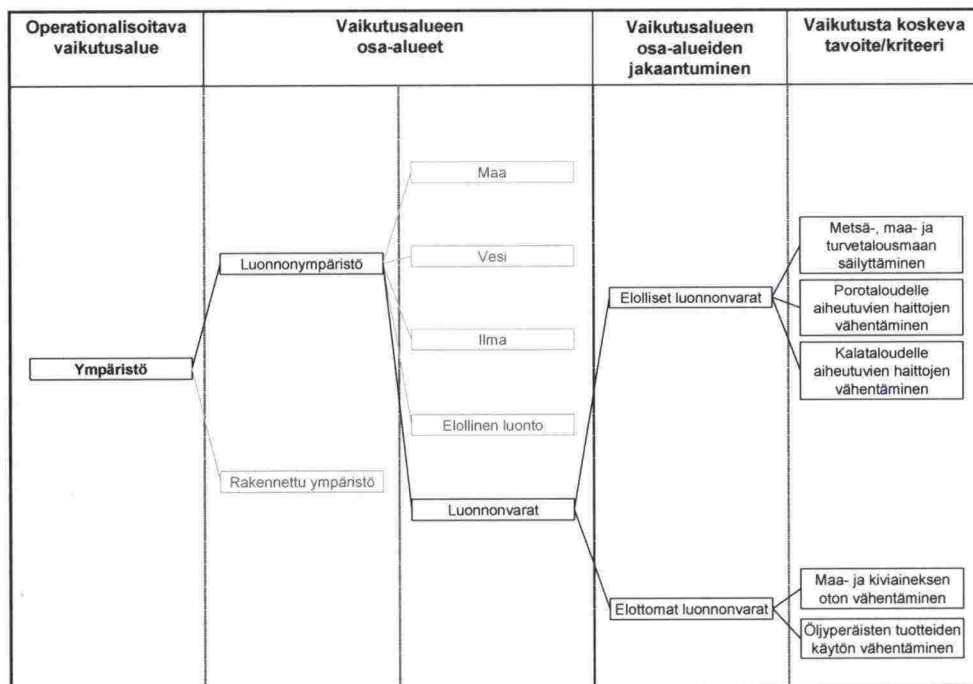 Operationalisoitava
vaikutusalue
Vaikutusalueen
osa-alueet
Vaikutusalueen
osa-alueiden
jakaantuminen
Vaikutusta koskeva
tavoite/kriteeri
Ympäristö
Luonnonympäristö
Rakennettu ympäristö
Maa
Vesi
Ilma
Elollinen luonto
Luonnonvarat
Elolliset luonnonvarat
Elottomat luonnonvarat
Metsä-, maa- ja
turvetalousmaan
säilyttäminen
Porotaloudelle
aiheutuvien haittojen
vähentäminen
Kalataloudelle
aiheutuvien haittojen
vähentäminen
Maa- ja kiviaineksen
oton vähentäminen
Öljyperäisten tuotteiden
käytön vähentäminen